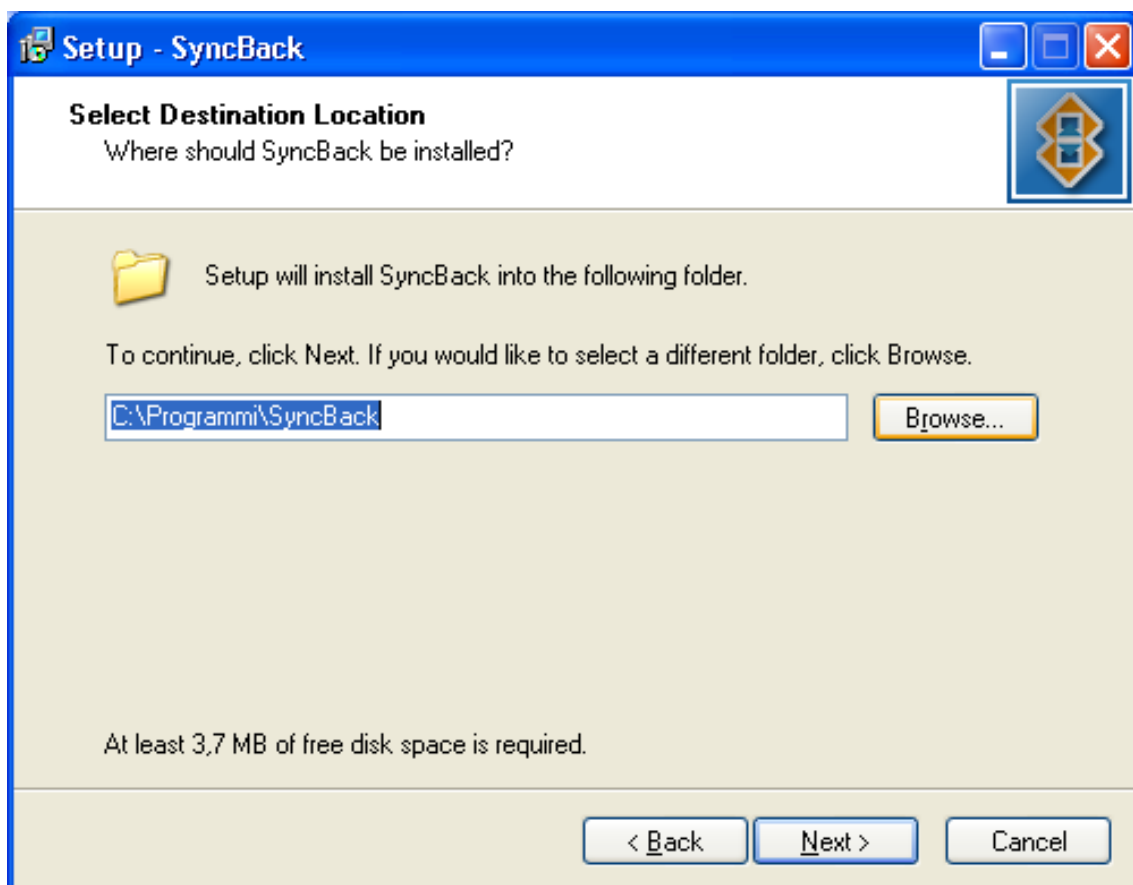 Setup - SyncBack
Select Destination Location
Where should SyncBack be installed?
Setup will install SyncBack into the following folder.
To continue, click Next. If you would like to select a different folder, click Browse.
C:\Programmi\SyncBack
Browse...
At least 3,7 MB of free disk space is required.
< Back
Next >
Cancel